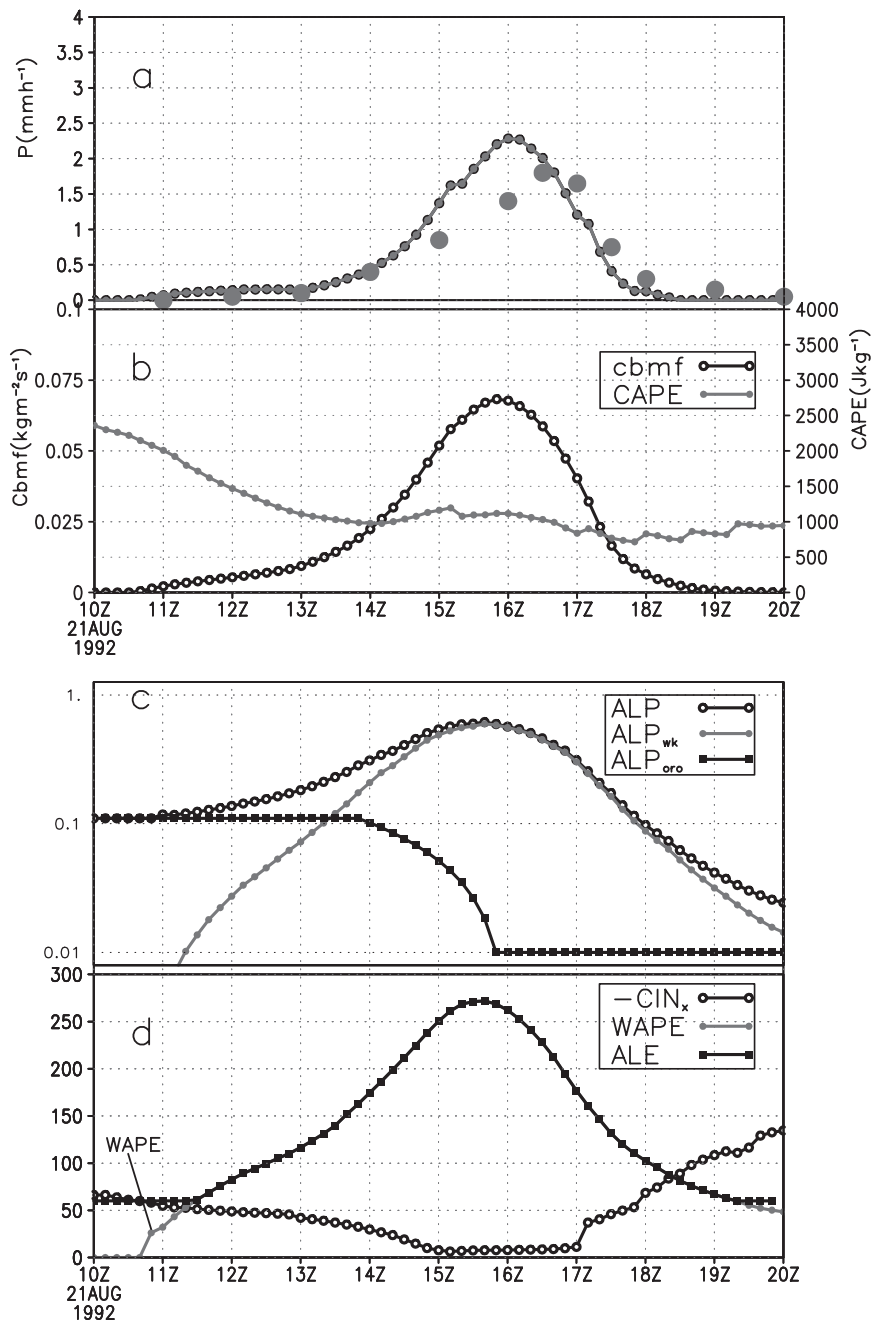 4
3.5
3
2.5
2
1.5
1
0.5
0
P(mmh⁻¹)
a
0.1
0.075
0.05
0.025
0
Cbmf(kgm⁻²s⁻¹)
b
cbmf
CAPE
4000
3500
3000
2500
2000
1500
1000
500
0
CAPE(Jkg⁻¹)
10Z 11Z 12Z 13Z 14Z 15Z 16Z 17Z 18Z 19Z 20Z
21AUG
1992
c
1.
0.1
0.01
ALP
ALPwk
ALPoro
300
250
200
150
100
50
0
d
−CINx
WAPE
ALE
WAPE
10Z 11Z 12Z 13Z 14Z 15Z 16Z 17Z 18Z 19Z 20Z
21AUG
1992